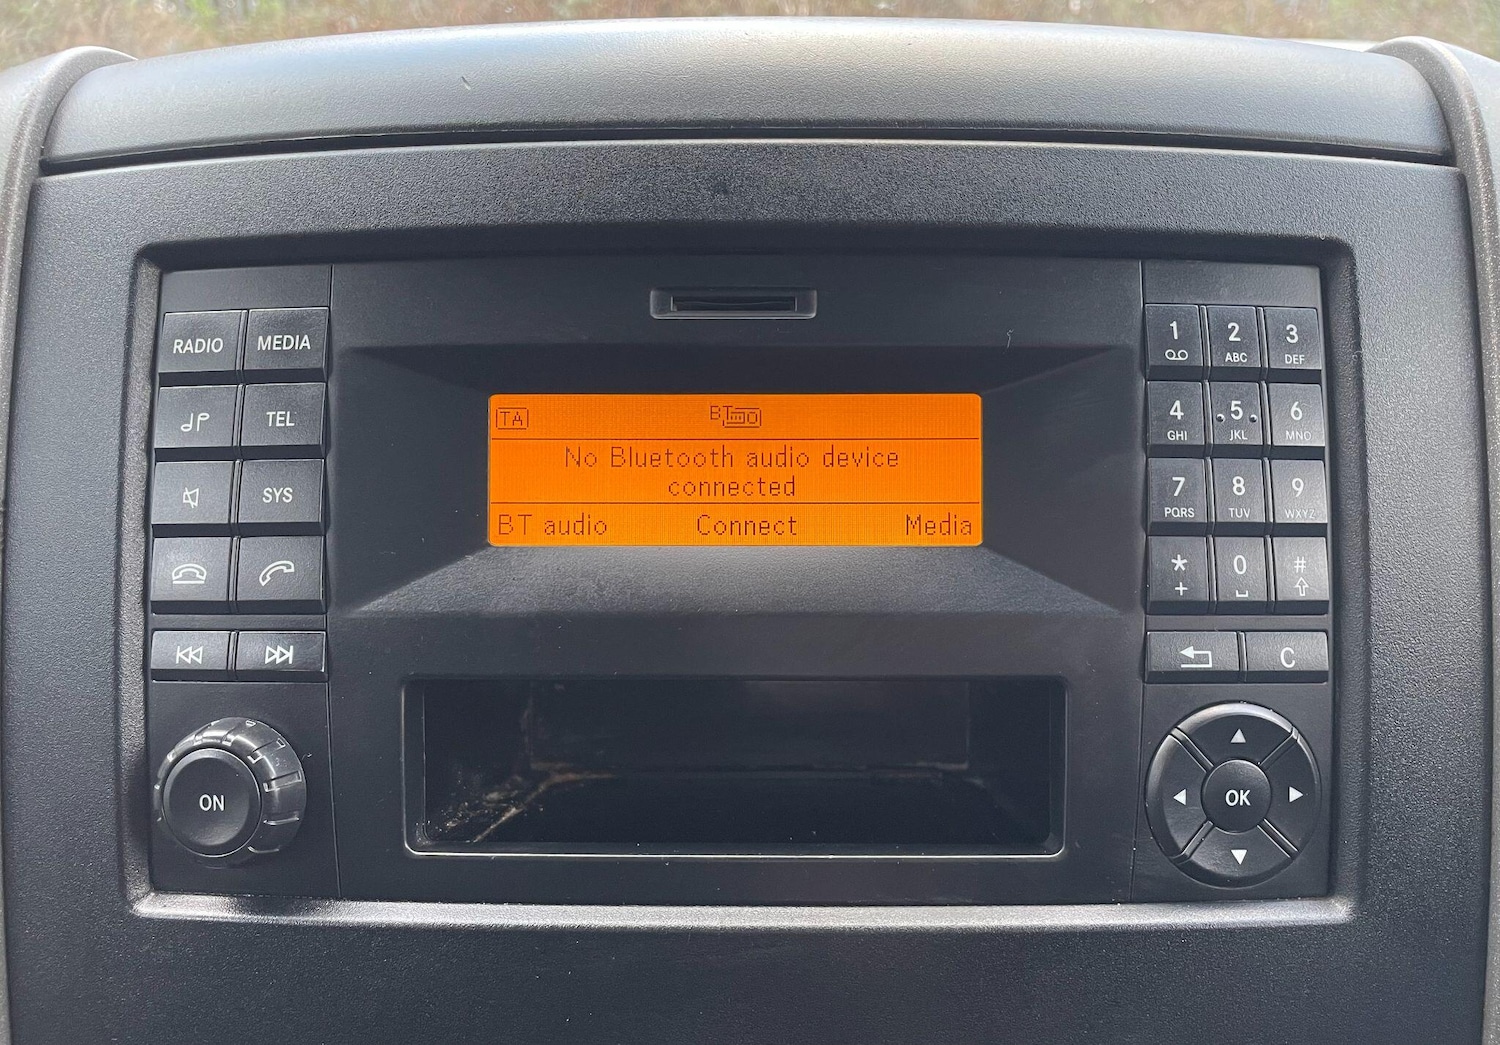 RADIO MEDIA
TEL
SYS
ON
TA BT
No Bluetooth audio device
connected
BT audio Connect Media
1 2 3
ABC DEF
4 5 6
GHI JKL MNO
7 8 9
PQRS TUV WXYZ
* 0 #
+
C
OK